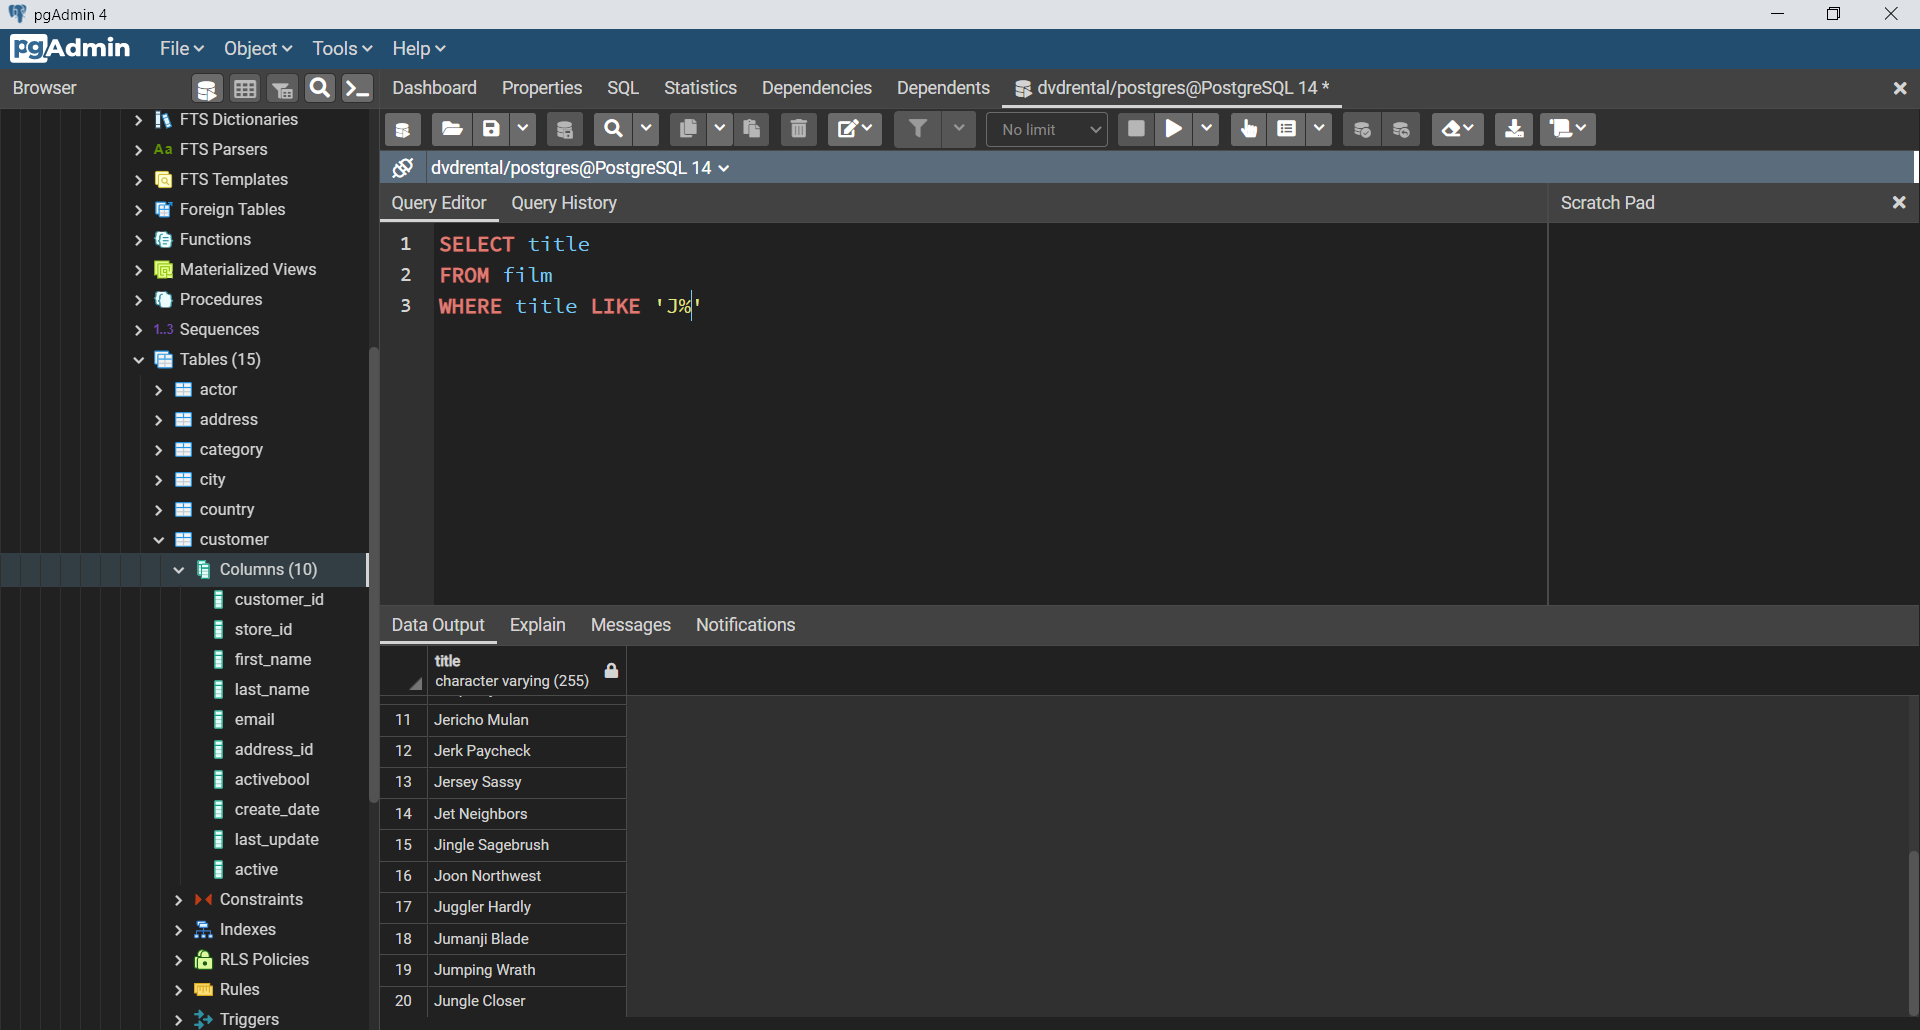 pgAdmin 4
pgAdmin File Object Tools Help
Browser
Dashboard Properties SQL Statistics Dependencies Dependents dvdrental/postgres@PostgreSQL 14 *
No limit
dvdrental/postgres@PostgreSQL 14
Query Editor Query History
Scratch Pad
1 SELECT title
2 FROM film
3 WHERE title LIKE 'J%'
FTS Dictionaries
Aa FTS Parsers
FTS Templates
Foreign Tables
Functions
Materialized Views
Procedures
1..3 Sequences
Tables (15)
actor
address
category
city
country
customer
Columns (10)
customer_id
store_id
first_name
last_name
email
address_id
activebool
create_date
last_update
active
Constraints
Indexes
RLS Policies
Rules
Triggers
Data Output Explain Messages Notifications
title
character varying (255)
11 Jericho Mulan
12 Jerk Paycheck
13 Jersey Sassy
14 Jet Neighbors
15 Jingle Sagebrush
16 Joon Northwest
17 Juggler Hardly
18 Jumanji Blade
19 Jumping Wrath
20 Jungle Closer